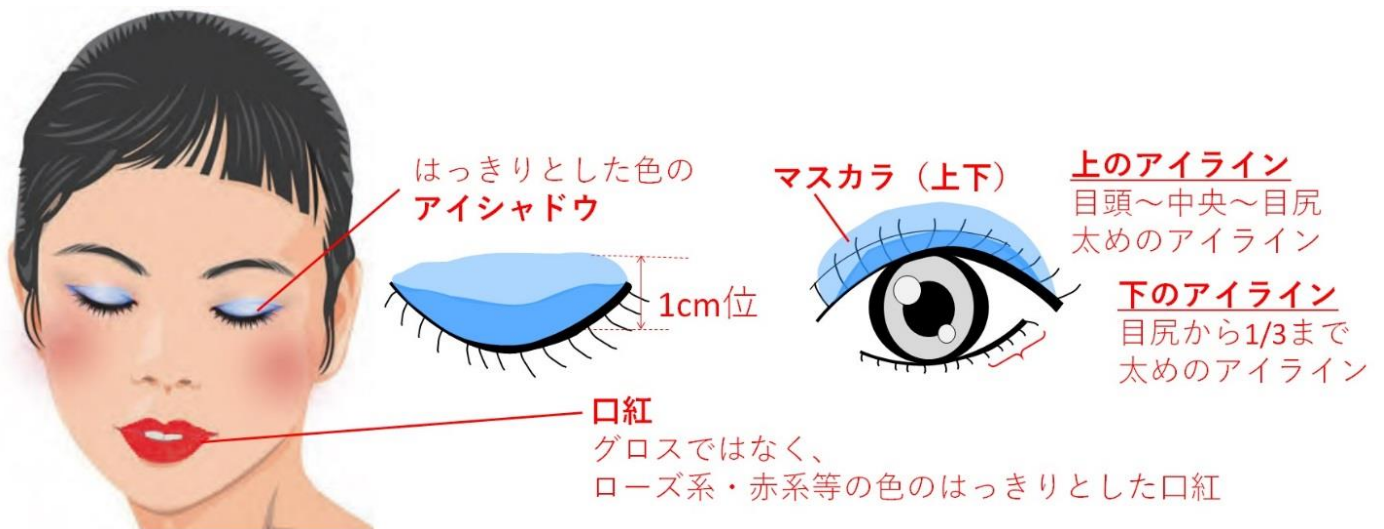 はっきりとした色の
アイシャドウ
1cm位
マスカラ（上下）
上のアイライン
目頭～中央～目尻
太めのアイライン
下のアイライン
目尻から1/3まで
太めのアイライン
口紅
グロスではなく、
ローズ系・赤系等の色のはっきりとした口紅